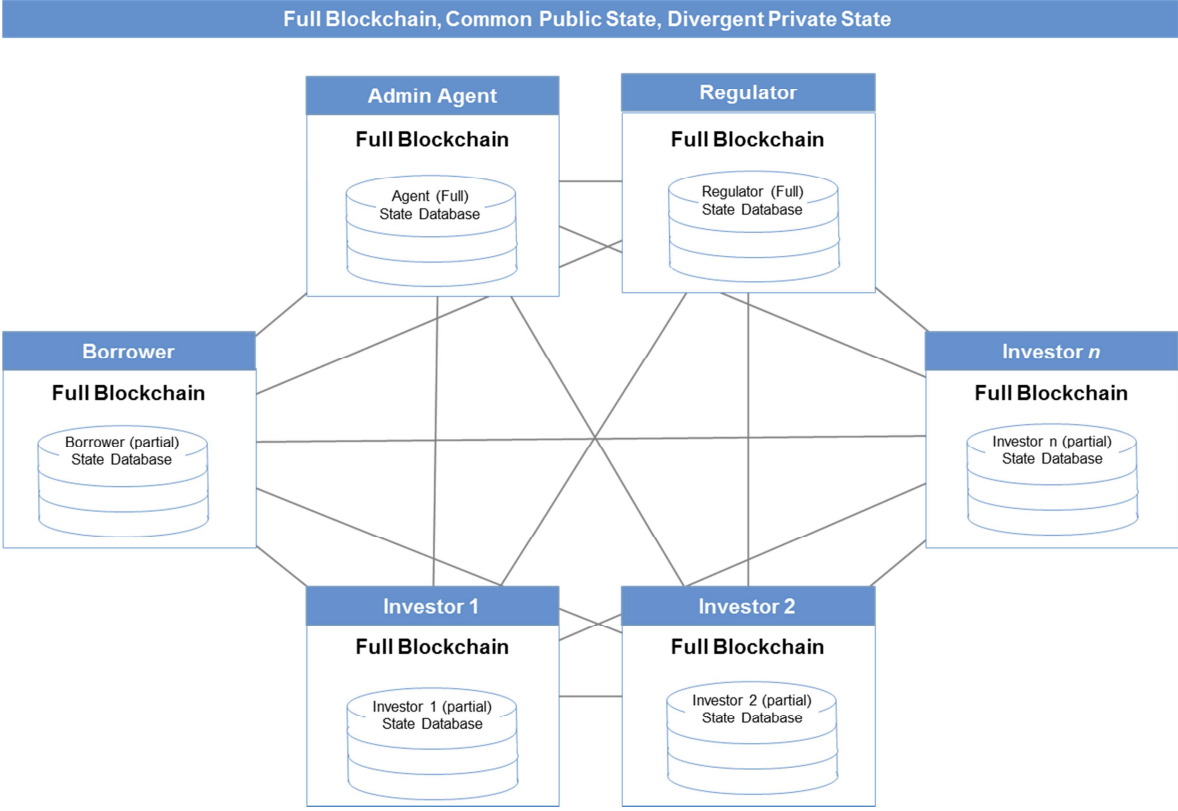 Full Blockchain, Common Public State, Divergent Private State
Admin Agent
Full Blockchain
Agent (Full)
State Database
Regulator
Full Blockchain
Regulator (Full)
State Database
Borrower
Full Blockchain
Borrower (partial)
State Database
Investor n
Full Blockchain
Investor n (partial)
State Database
Investor 1
Full Blockchain
Investor 1 (partial)
State Database
Investor 2
Full Blockchain
Investor 2 (partial)
State Database